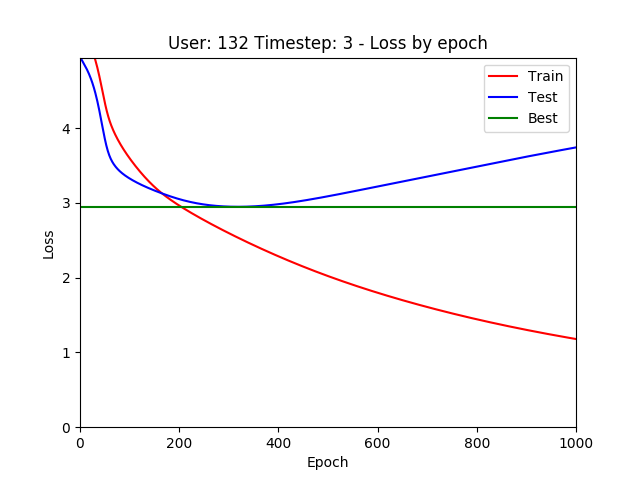 User: 132 Timestep: 3 - Loss by epoch
Train
Test
Best
4
3
2
1
0
Loss
0 200 400 600 800 1000
Epoch